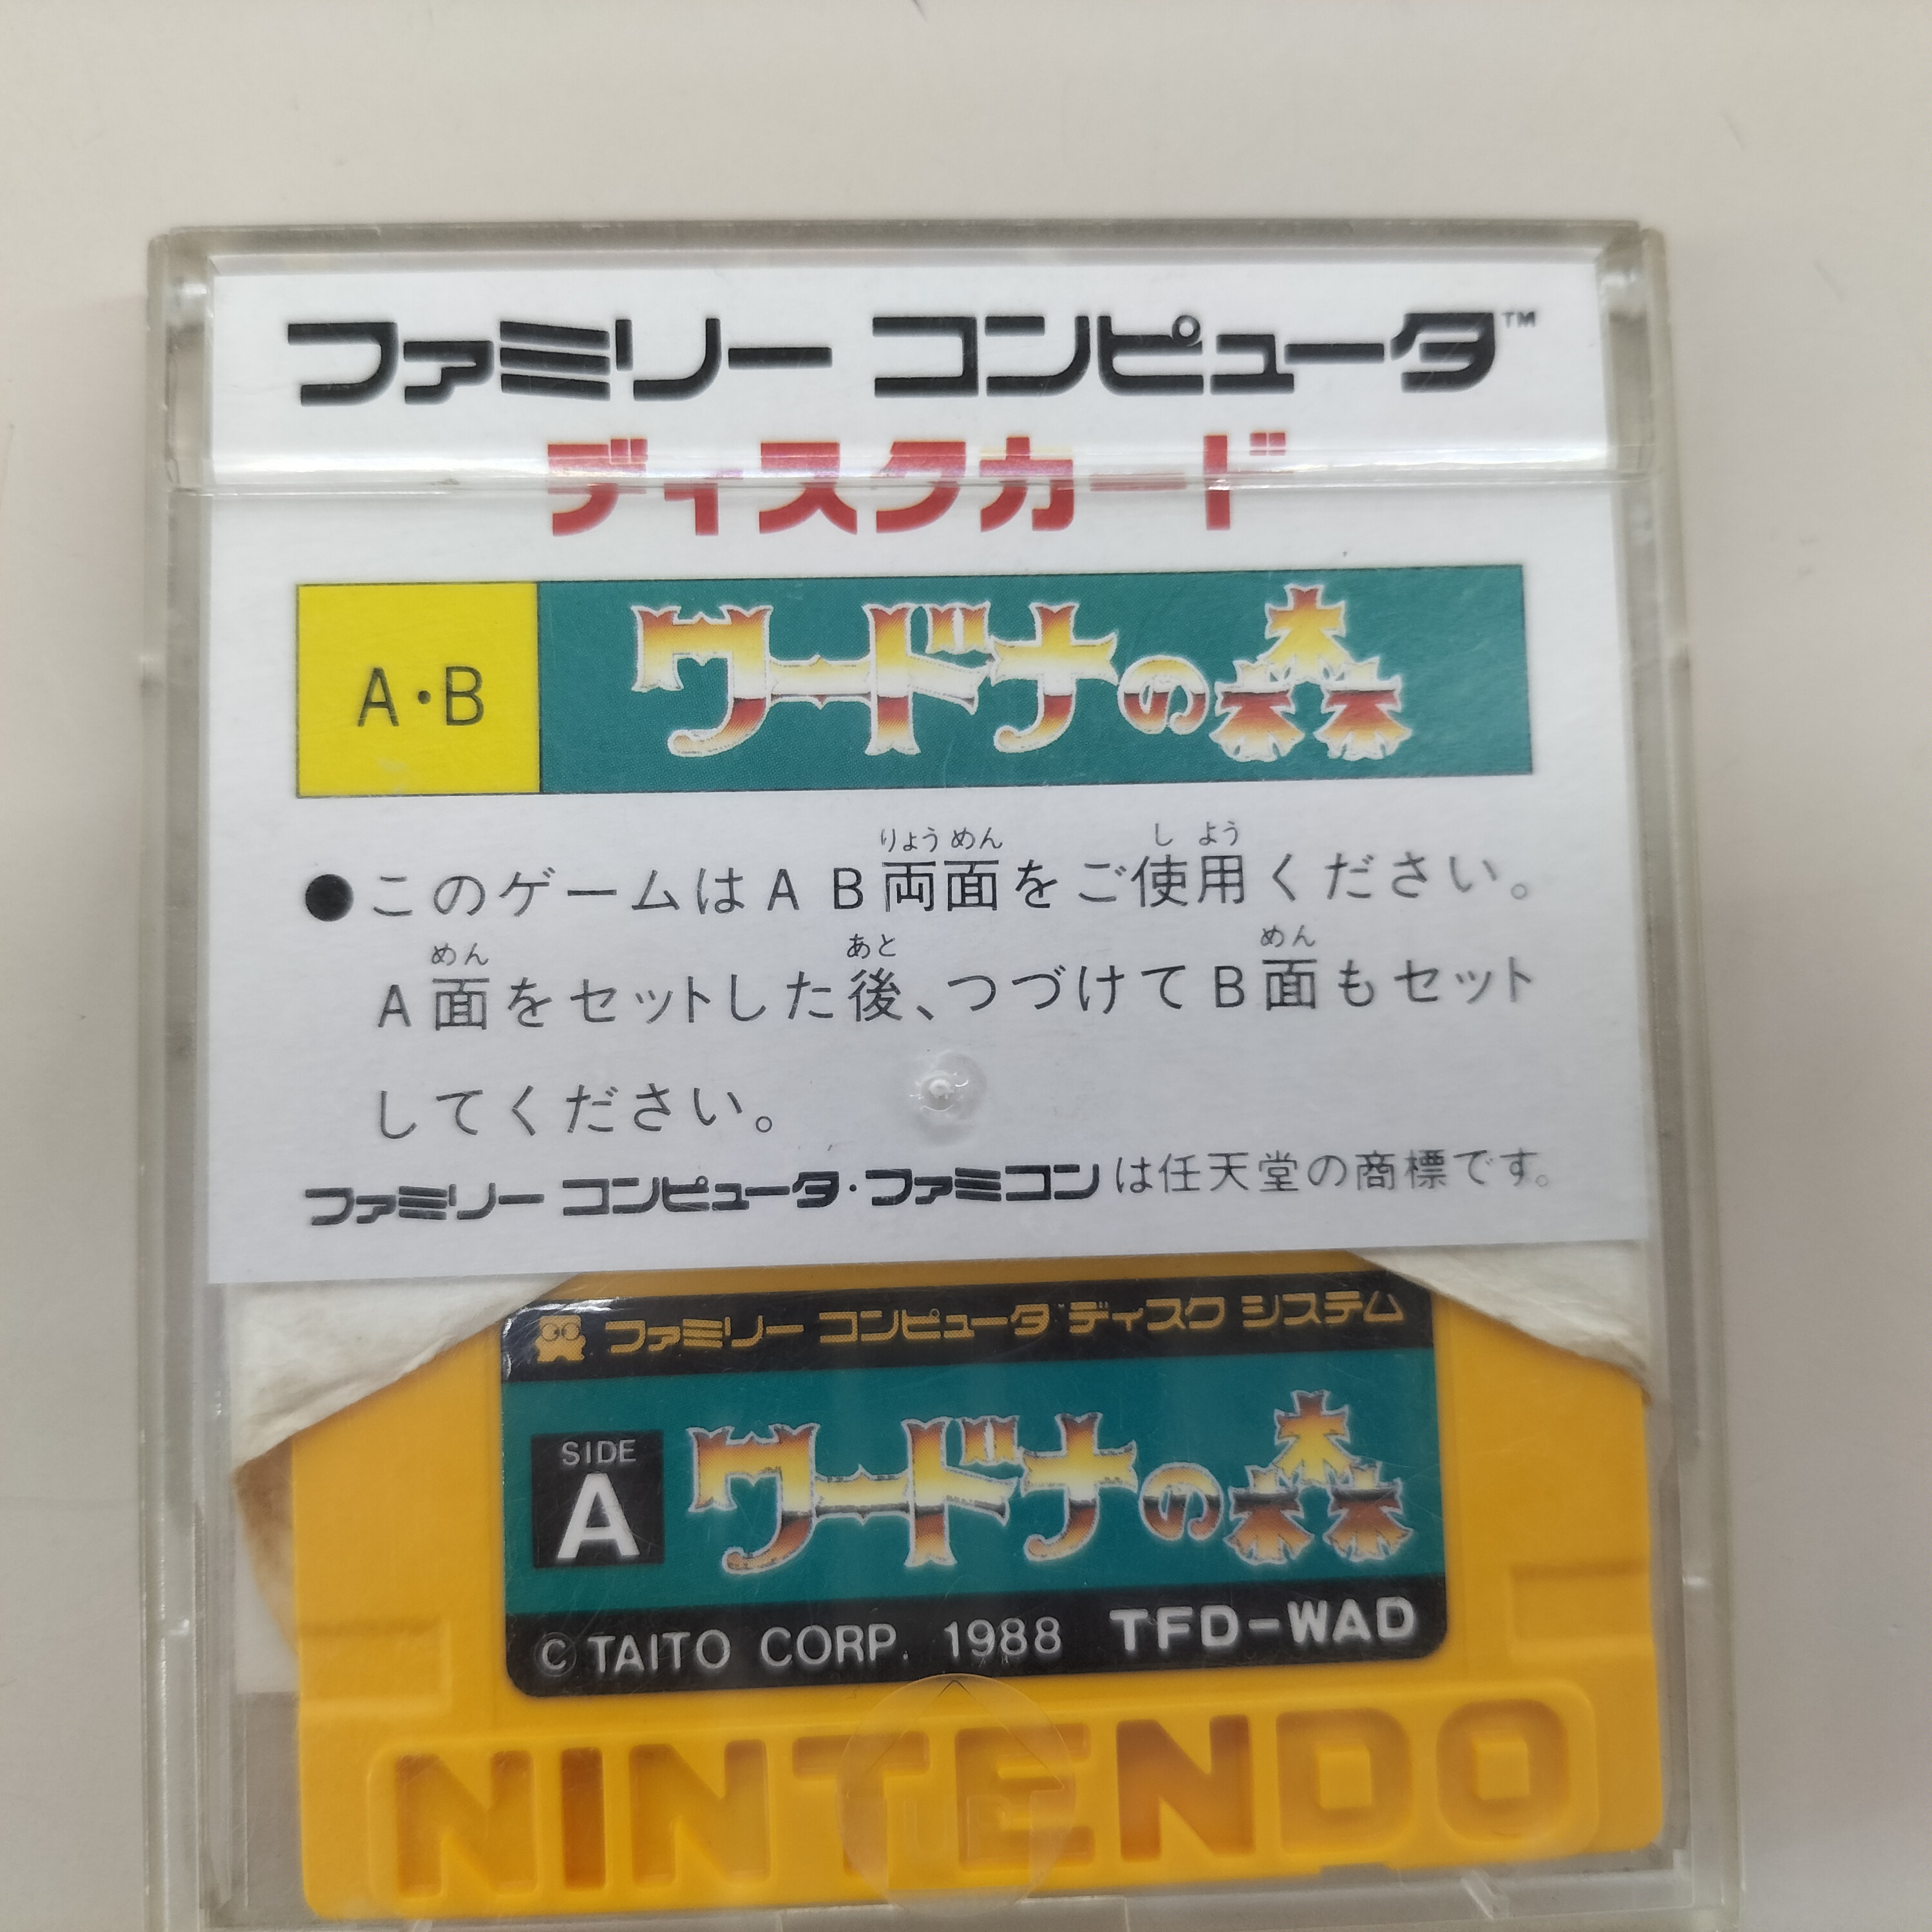 ファミリー コンピュータ™
ディスクカード
A・B
ワードナの森
りょう めん し よう
●このゲームはAB両面をご使用ください。
めん あと めん
A面をセットした後、つづけてB面もセット
してください。
ファミリー コンピュータ・ファミコンは任天堂の商標です。
ファミリー コンピュータ™ ディスク システム
SIDE
A
ワードナの森
© TAITO CORP. 1988 TFD-WAD
NINTENDO